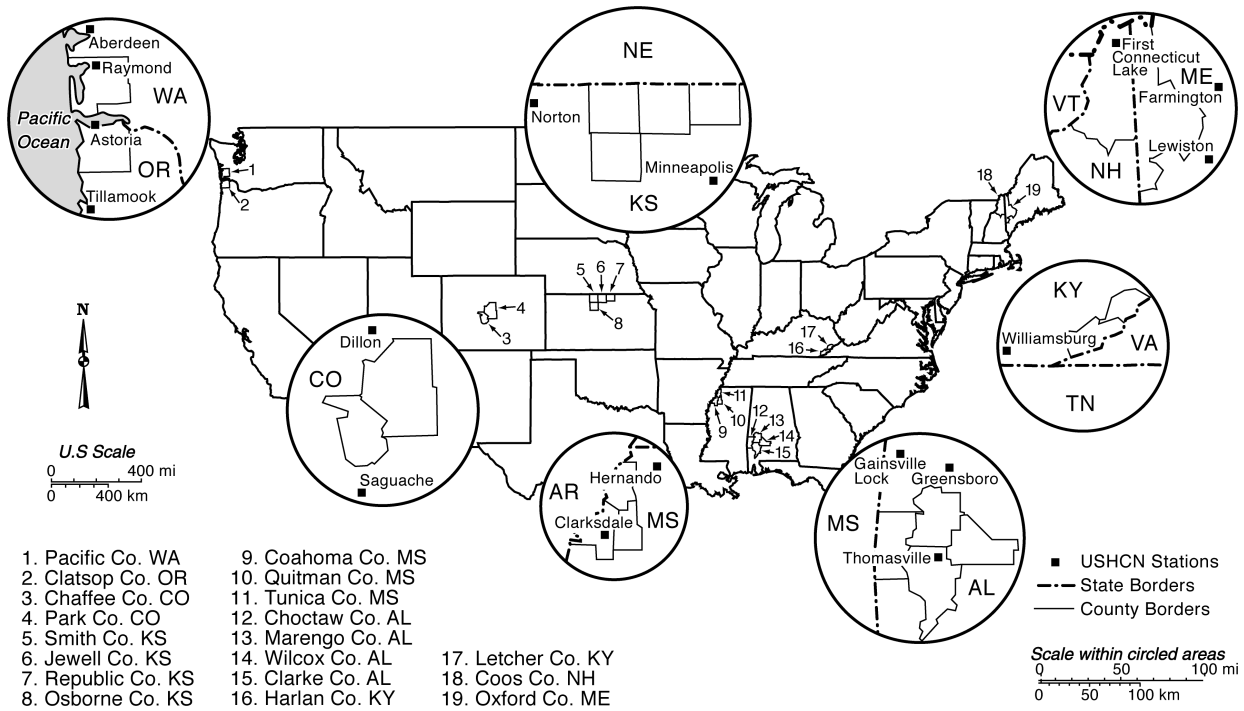 Aberdeen
Raymond
WA
Pacific
Ocean
Astoria
OR
Tillamook
NE
Norton
Minneapolis
KS
First
Connecticut
Lake
ME
VT
Farmington
Lewiston
NH
1
2
18
19
5 6 7
8
4
3
17
16
11
10
9
12
13
14
15
KY
Williamsburg
VA
TN
N
Dillon
CO
Saguache
U.S Scale
0 400 mi
0 400 km
Hernando
AR
Clarksdale
MS
Gainsville
Lock
Greensboro
MS
Thomasville
AL
USHCN Stations
State Borders
County Borders
Scale within circled areas
0 50 100 mi
0 50 100 km
1. Pacific Co. WA
2. Clatsop Co. OR
3. Chaffee Co. CO
4. Park Co. CO
5. Smith Co. KS
6. Jewell Co. KS
7. Republic Co. KS
8. Osborne Co. KS
9. Coahoma Co. MS
10. Quitman Co. MS
11. Tunica Co. MS
12. Choctaw Co. AL
13. Marengo Co. AL
14. Wilcox Co. AL
15. Clarke Co. AL
16. Harlan Co. KY
17. Letcher Co. KY
18. Coos Co. NH
19. Oxford Co. ME